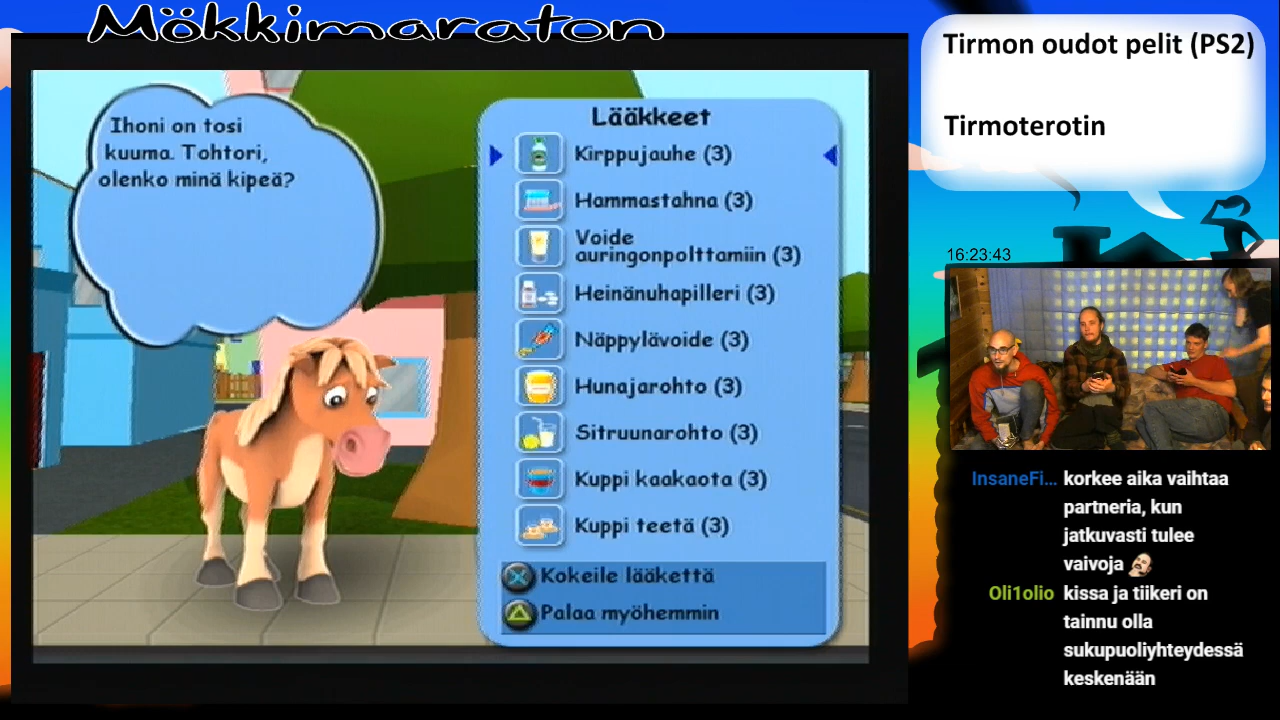 Mökkimaraton
Ihoni on tosi
kuuma. Tohtori,
olenko minä kipeä?
Lääkkeet
Kirppujauhe (3)
Hammastahna (3)
Voide
auringonpolttamiin (3)
Heinänuhapilleri (3)
Näppylävoide (3)
Hunajarohto (3)
Sitruunarohto (3)
Kuppi kaakaota (3)
Kuppi teetä (3)
Kokeile lääkettä
Palaa myöhemmin
Tirmon oudot pelit (PS2)
Tirmoterotin
16:23:43
InsaneFi... korkee aika vaihtaa
partneria, kun
jatkuvasti tulee
vaivoja
Oli1olio kissa ja tiikeri on
tainnu olla
sukupuoliyhteydessä
keskenään